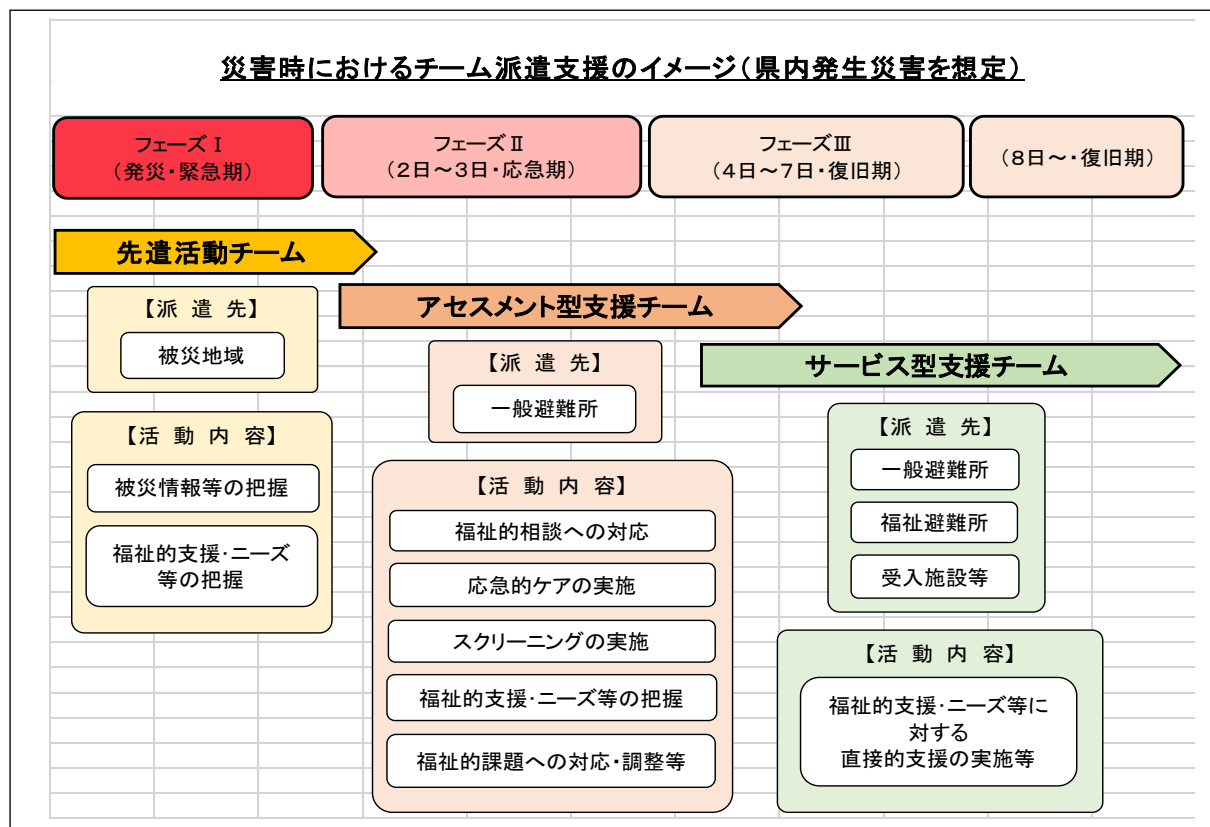 災害時におけるチーム派遣支援のイメージ（県内発生災害を想定）
フェーズⅠ
（発災・緊急期）
フェーズⅡ
（２日～３日・応急期）
フェーズⅢ
（４日～７日・復旧期）
（８日～・復旧期）
先遣活動チーム
【派 遣 先】
被災地域
【活 動 内 容】
被災情報等の把握
福祉的支援・ニーズ
等の把握
アセスメント型支援チーム
【派 遣 先】
一般避難所
【活 動 内 容】
福祉的相談への対応
応急的ケアの実施
スクリーニングの実施
福祉的支援・ニーズ等の把握
福祉的課題への対応・調整等
サービス型支援チーム
【派 遣 先】
一般避難所
福祉避難所
受入施設等
【活 動 内 容】
福祉的支援・ニーズ等に
対する
直接的支援の実施等